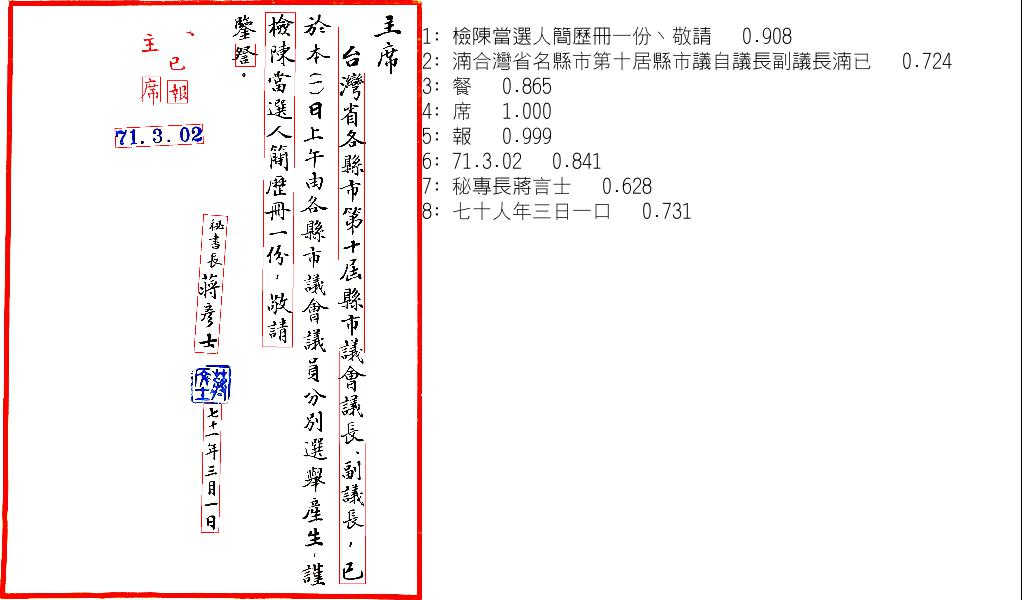 主席
台灣省各縣市第十屆縣市議會議長、副議長，已
於本(一)日上午由各縣市議會議員分別選舉產生，謹
檢陳當選人簡歷冊一份，敬請
鑒詧。
秘書長蔣彥士
七十一年三月一日
、已報
主席
71.3.02
1: 檢陳當選人簡歷冊一份丶敬請 0.908
2: 湳合灣省名縣市第十居縣市議自議長副議長湳已 0.724
3: 餐 0.865
4: 席 1.000
5: 報 0.999
6: 71.3.02 0.841
7: 秘專長蔣言士 0.628
8: 七十人年三日一口 0.731